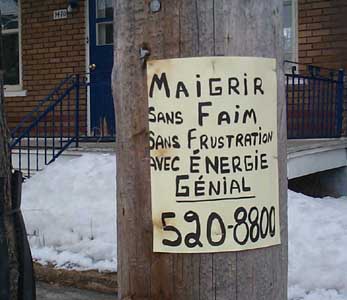 MAIGRIR
SANS FAIM
SANS FRUSTRATION
AVEC ÉNERGIE
GÉNIAL
520-8800